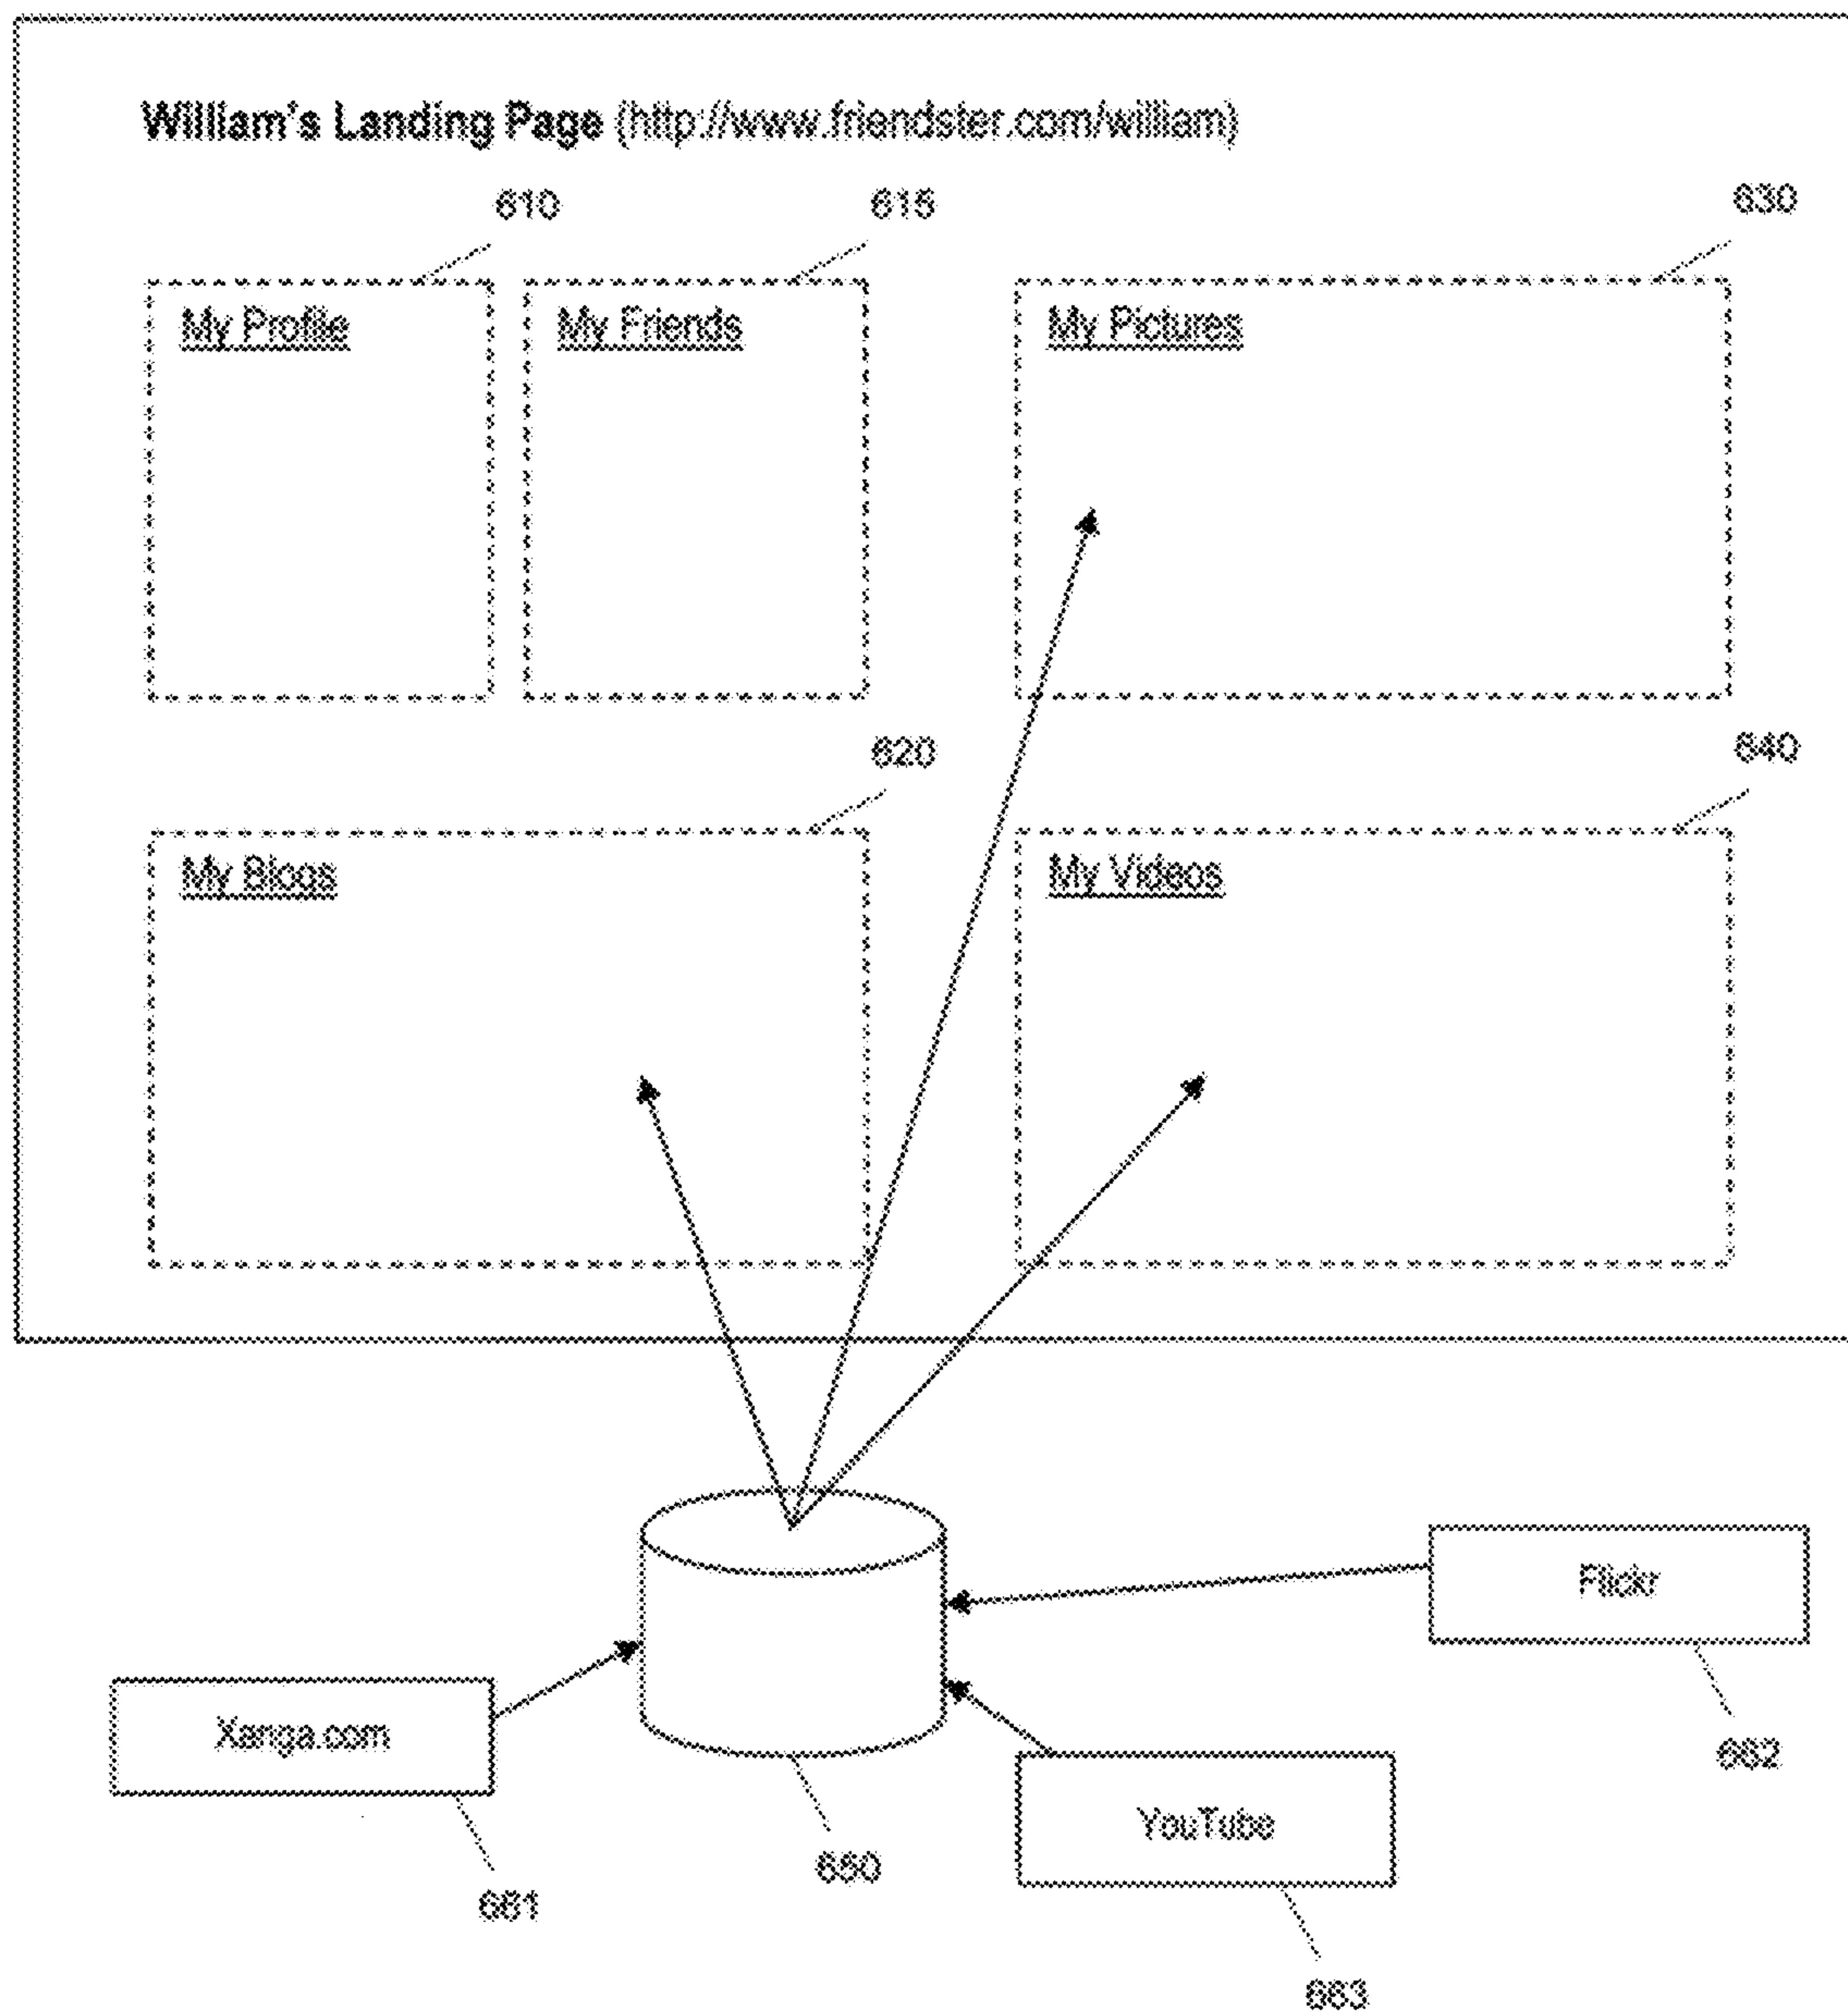 William's Landing Page (http://www.friendster.com/william)
610
615
630
My Profile
My Friends
My Pictures
620
640
My Blogs
My Videos
Flickr
Xanga.com
662
YouTube
650
661
663